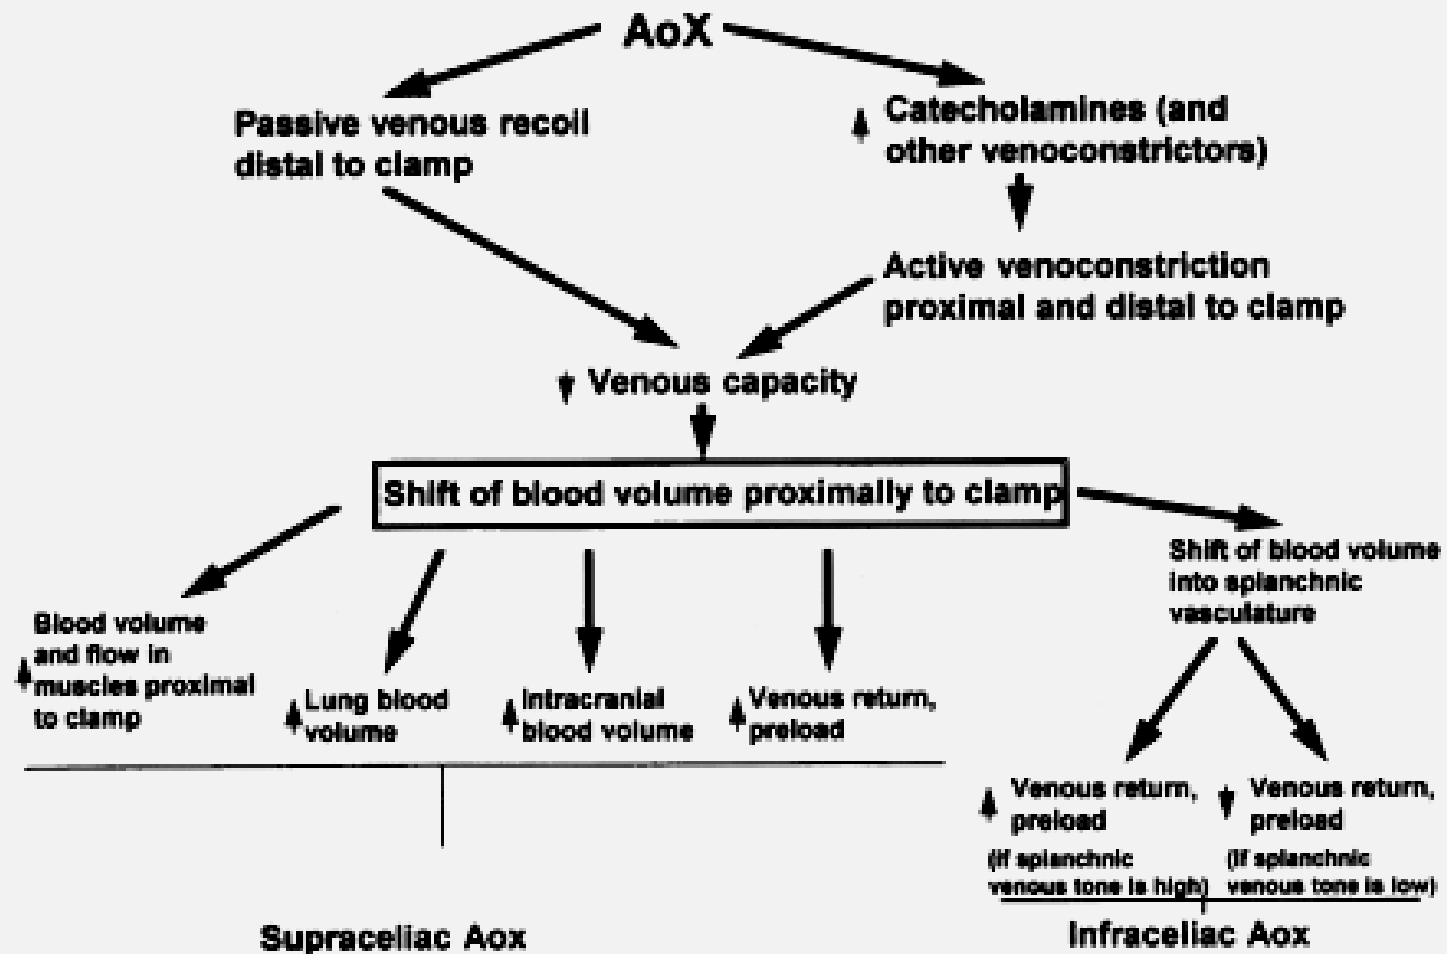 AoX
Passive venous recoil
distal to clamp
Catecholamines (and
other venoconstrictors)
Active venoconstriction
proximal and distal to clamp
Venous capacity
Shift of blood volume proximally to clamp
Shift of blood volume
into splanchnic
vasculature
Blood volume
and flow in
muscles proximal
to clamp
Lung blood
volume
Intracranial
blood volume
Venous return,
preload
Venous return,
preload
(if splanchnic
venous tone is high)
Venous return,
preload
(if splanchnic
venous tone is low)
Supraceliac Aox
Infraceliac Aox